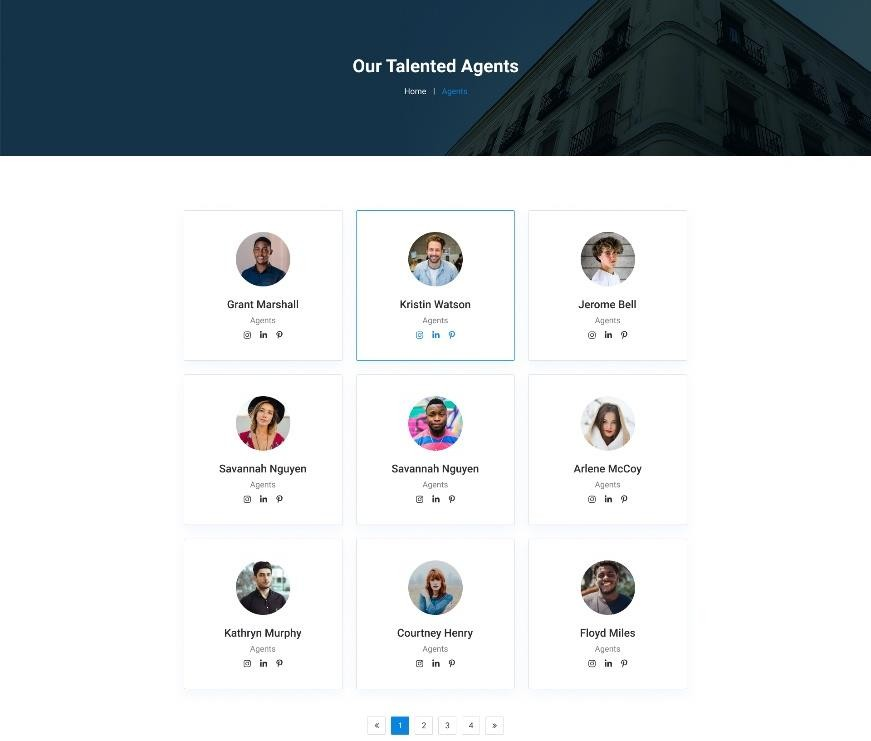 Our Talented Agents
Home | Agents
Grant Marshall
Agents
Kristin Watson
Agents
Jerome Bell
Agents
Savannah Nguyen
Agents
Savannah Nguyen
Agents
Arlene McCoy
Agents
Kathryn Murphy
Agents
Courtney Henry
Agents
Floyd Miles
Agents
« 1 2 3 4 »